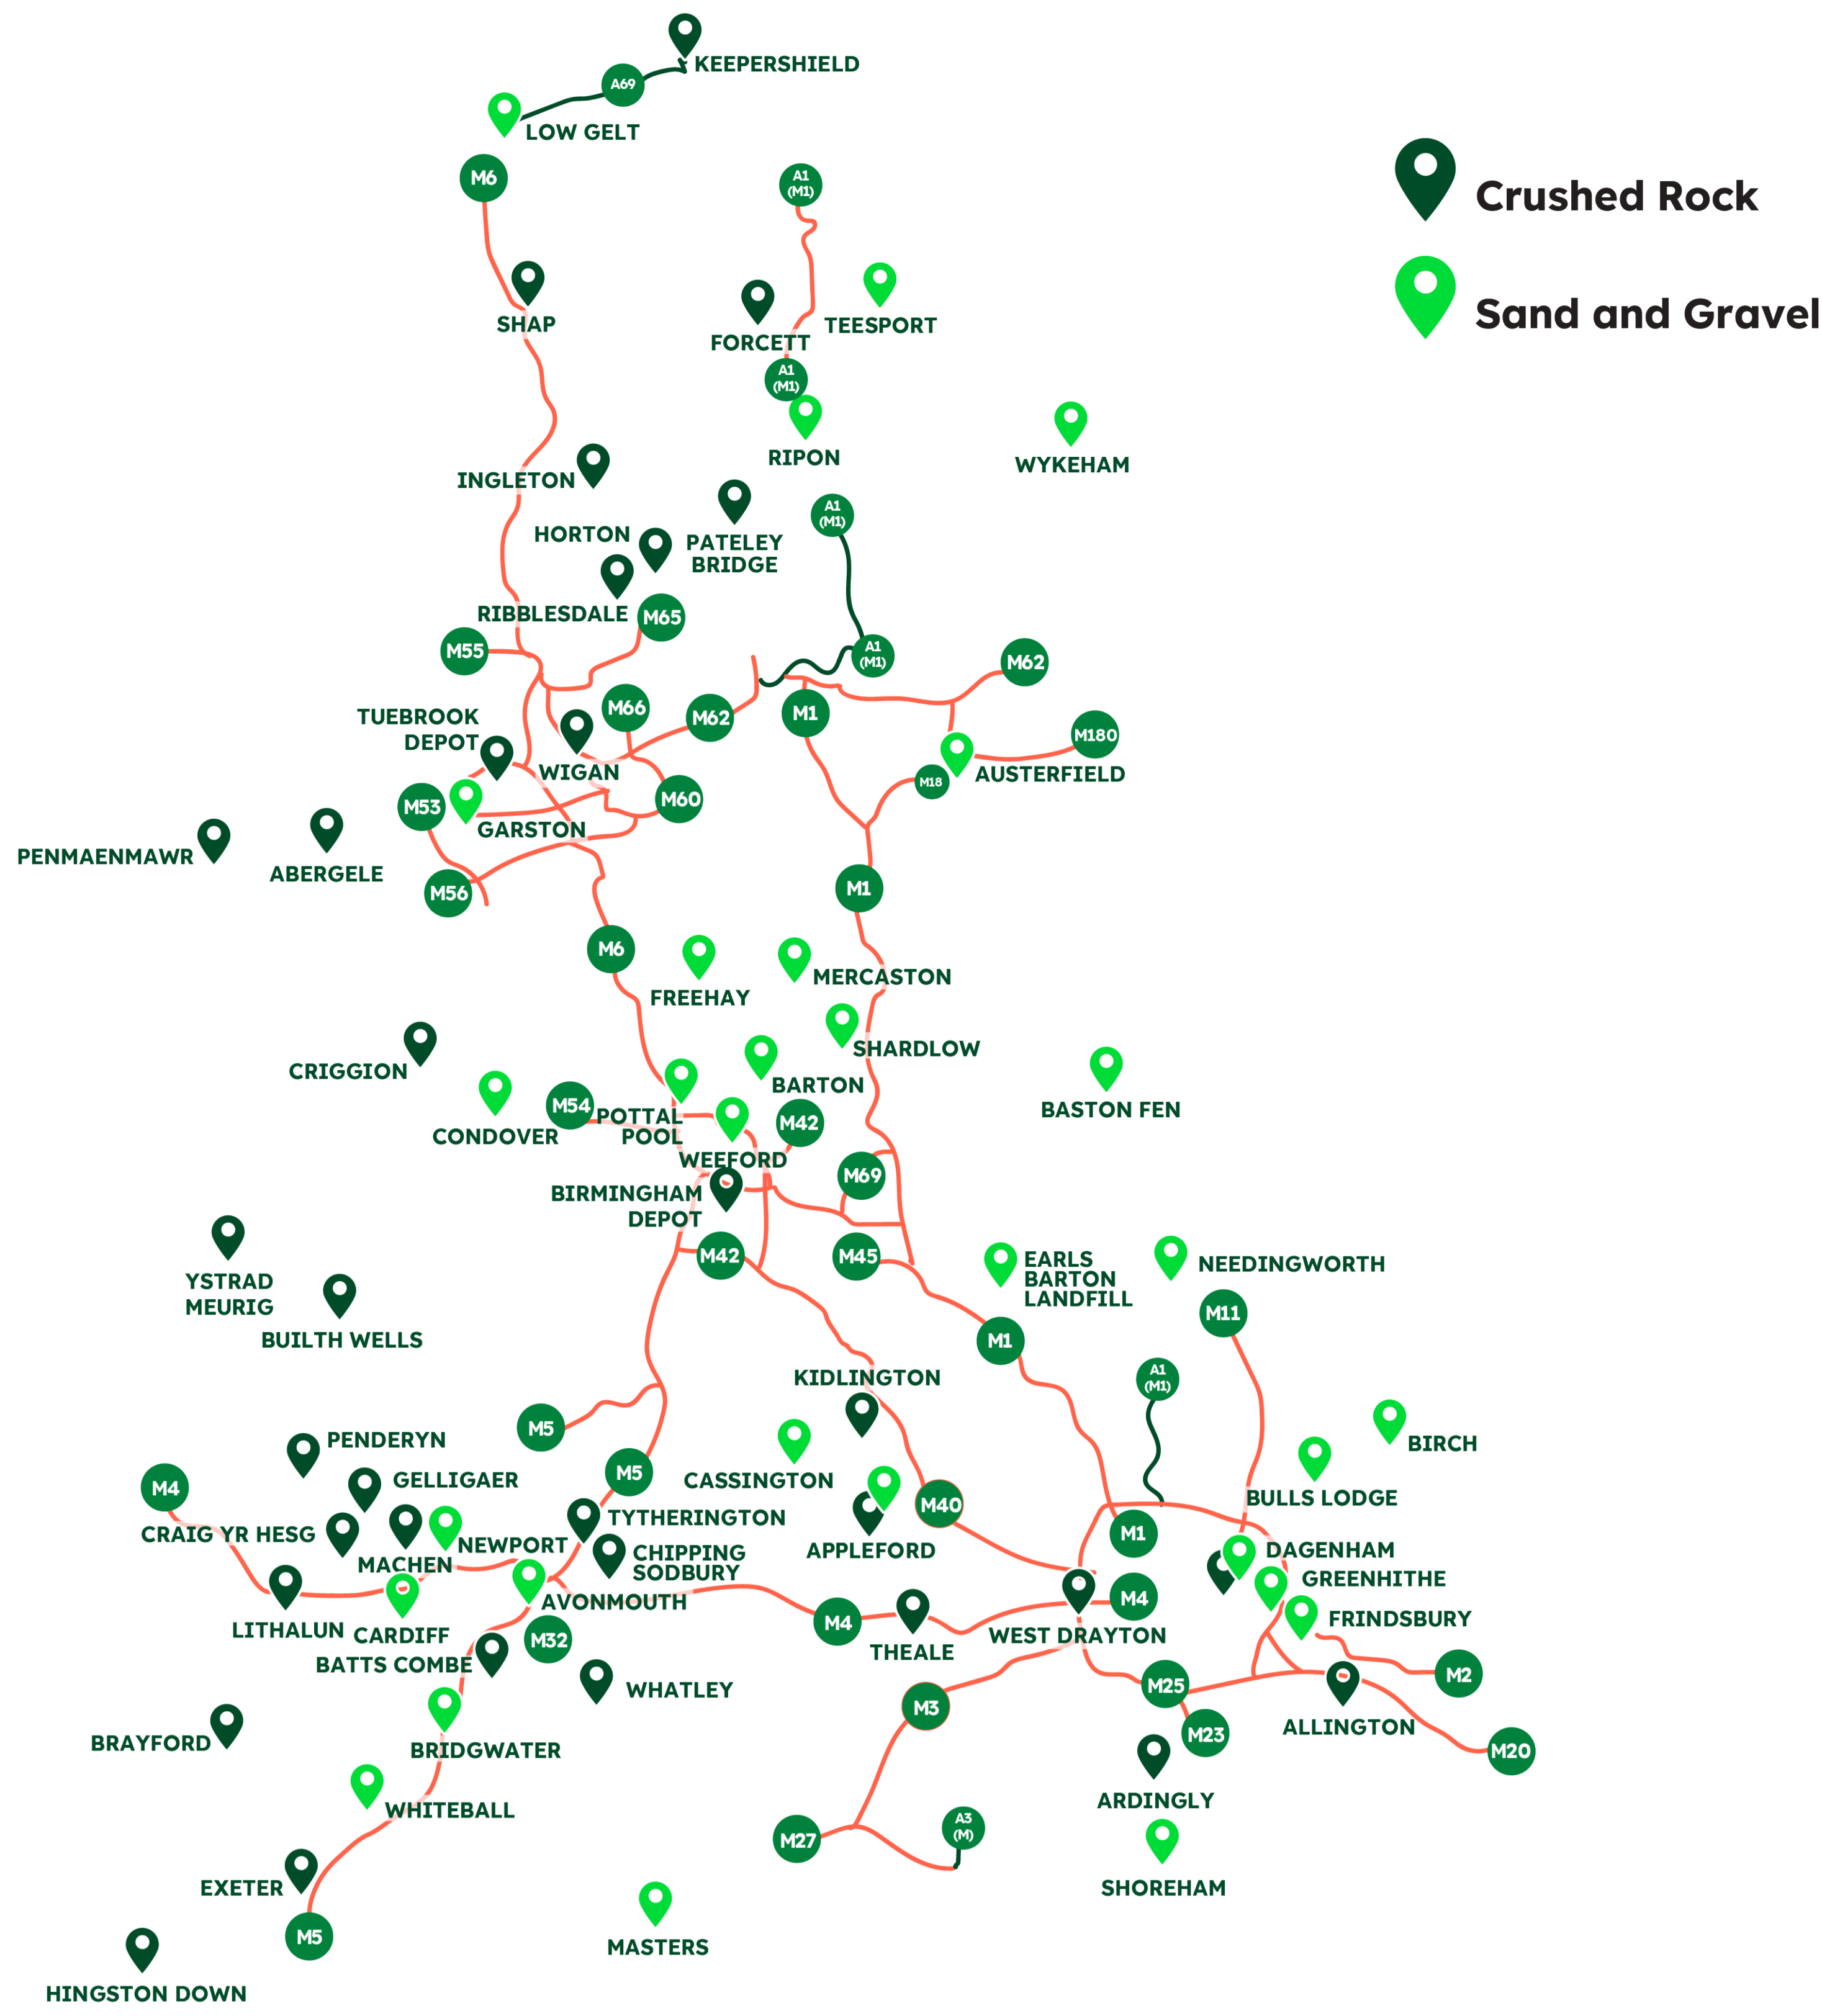 KEEPERSHIELD
A69
LOW GELT
M6
A1
(M1)
Crushed Rock
Sand and Gravel
SHAP
FORCETT
TEESPORT
A1
(M1)
RIPON
WYKEHAM
INGLETON
HORTON
PATELEY
BRIDGE
A1
(M1)
RIBBLESDALE
M65
M55
A1
(M1)
M62
TUEBROOK
DEPOT
M66
M62
M1
M180
WIGAN
AUSTERFIELD
M18
M53
M60
GARSTON
PENMAENMAWR
ABERGELE
M56
M1
M6
FREEHAY
MERCASTON
SHARDLOW
CRIGGION
BARTON
BASTON FEN
CONDOVER
M54
POTTAL
POOL
M42
WEEFORD
M69
BIRMINGHAM
DEPOT
M42
M45
EARLS
BARTON
LANDFILL
NEEDINGWORTH
YSTRAD
MEURIG
BUILTH WELLS
M11
M1
KIDLINGTON
A1
(M1)
M5
PENDERYN
BIRCH
M4
GELLIGAER
M5
CASSINGTON
BULLS LODGE
M40
CRAIG YR HESG
TYTHERINGTON
M1
MACHEN
NEWPORT
CHIPPING
SODBURY
APPLEFORD
DAGENHAM
GREENHITHE
AVONMOUTH
M4
M4
FRINDSBURY
LITHALUN
CARDIFF
M32
THEALE
WEST DRAYTON
BATTS COMBE
WHATLEY
M25
M2
M3
ALLINGTON
M23
BRAYFORD
BRIDGWATER
M20
ARDINGLY
WHITEBALL
A3
(M)
M27
EXETER
SHOREHAM
M5
MASTERS
HINGSTON DOWN